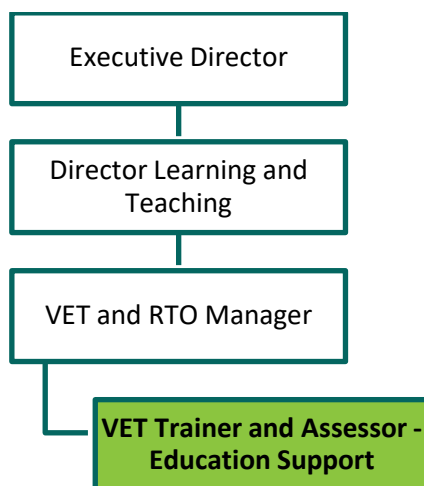 Executive Director
Director Learning and
Teaching
VET and RTO Manager
VET Trainer and Assessor -
Education Support